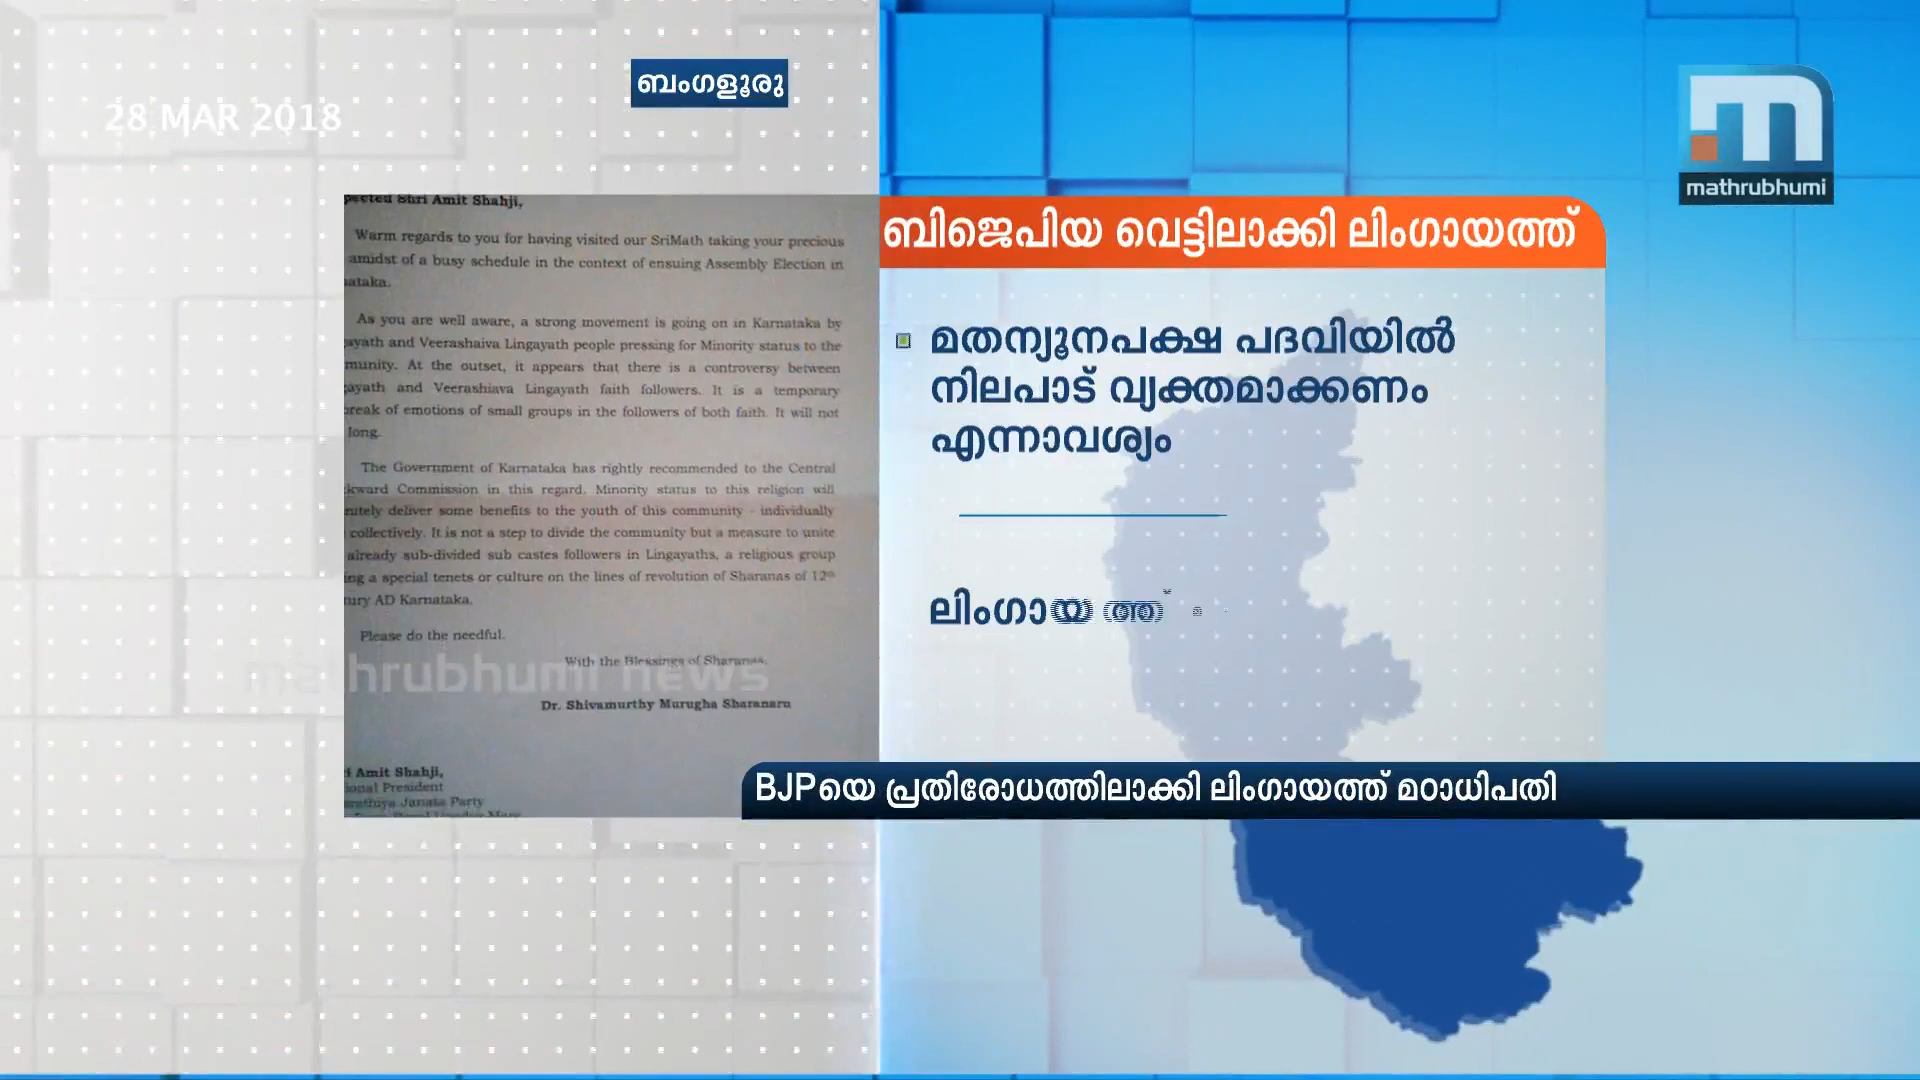 28 MAR 2018
ബംഗളൂരു
mathrubhumi
Shri Amit Shahji,
Warm regards to you for having visited our SriMath taking your precious
amidst of a busy schedule in the context of ensuing Assembly Election in
As you are well aware, a strong movement is going on in Karnataka by
and Veerashaiva Lingayath people pressing for Minority status to the
At the outset, it appears that there is a controversy between
and Veerashiava Lingayath faith followers. It is a temporary
of emotions of small groups in the followers of both faith. It will not
long.
The Government of Karnataka has rightly recommended to the Central
Commission in this regard. Minority status to this religion will
deliver some benefits to the youth of this community - individually
collectively. It is not a step to divide the community but a measure to unite
already sub-divided sub castes followers in Lingayaths, a religious group
a special tenets or culture on the lines of revolution of Sharanas of 12th
AD Karnataka.
Please do the needful.
With the Blessings of Sharanas,
Dr. Shivamurthy Murugha Sharanaru
Amit Shahji,
President
Janata Party
mathrubhumi news
ബിജെപിയ വെട്ടിലാക്കി ലിംഗായത്ത്
മതന്യൂനപക്ഷ പദവിയിൽ
നിലപാട് വ്യക്തമാക്കണം
എന്നാവശ്യം
ലിംഗായത്ത്
BJPയെ പ്രതിരോധത്തിലാക്കി ലിംഗായത്ത് മഠാധിപതി